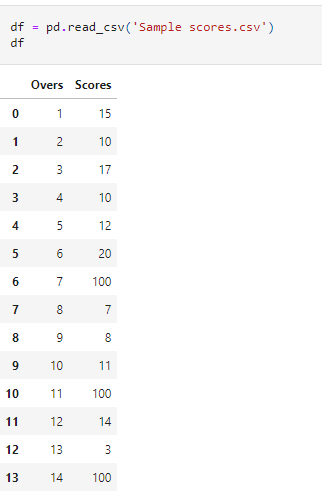 df = pd.read_csv('Sample scores.csv')
df
Overs Scores
0 1 15
1 2 10
2 3 17
3 4 10
4 5 12
5 6 20
6 7 100
7 8 7
8 9 8
9 10 11
10 11 100
11 12 14
12 13 3
13 14 100